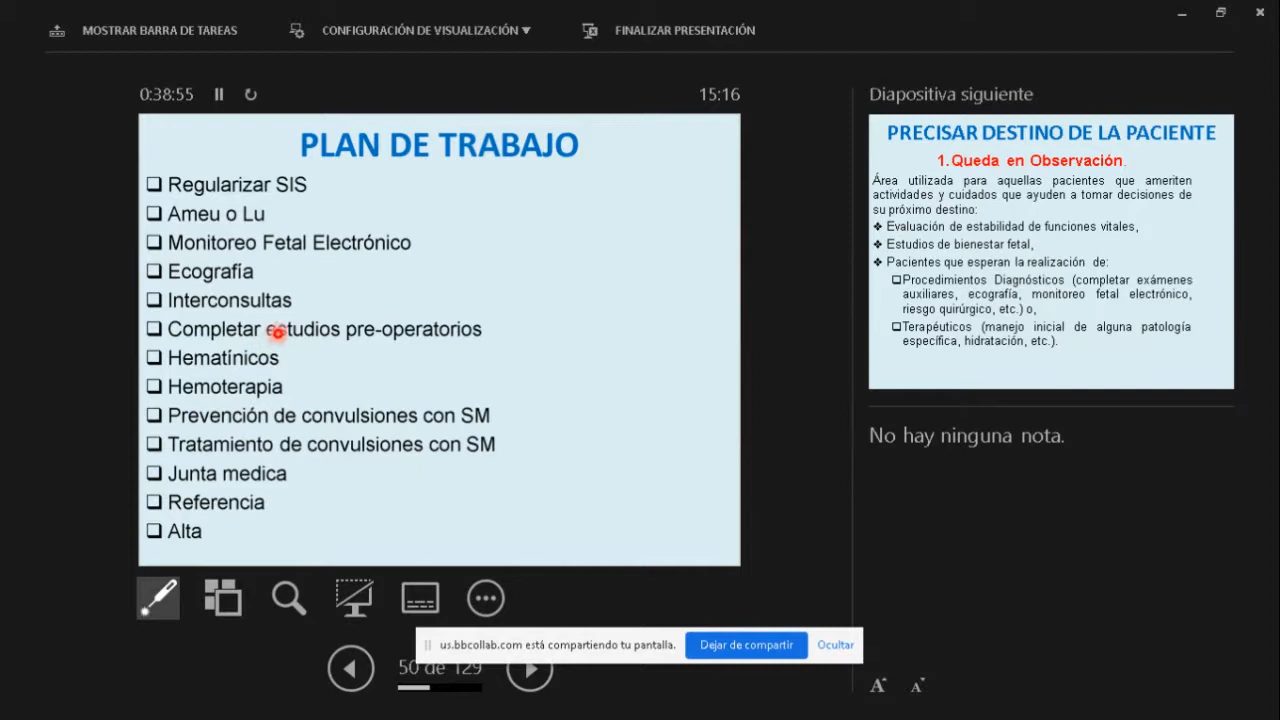 MOSTRAR BARRA DE TAREAS
CONFIGURACIÓN DE VISUALIZACIÓN
FINALIZAR PRESENTACIÓN
0:38:55
15:16
PLAN DE TRABAJO
Regularizar SIS
Ameu o Lu
Monitoreo Fetal Electrónico
Ecografía
Interconsultas
Completar estudios pre-operatorios
Hematínicos
Hemoterapia
Prevención de convulsiones con SM
Tratamiento de convulsiones con SM
Junta medica
Referencia
Alta
us.bbcollab.com está compartiendo tu pantalla.
Dejar de compartir
Ocultar
50 de 129
Diapositiva siguiente
PRECISAR DESTINO DE LA PACIENTE
1.Queda en Observación.
Área utilizada para aquellas pacientes que ameriten
actividades y cuidados que ayuden a tomar decisiones de
su próximo destino:
Evaluación de estabilidad de funciones vitales,
Estudios de bienestar fetal,
Pacientes que esperan la realización de:
Procedimientos Diagnósticos (completar exámenes
auxiliares, ecografía, monitoreo fetal electrónico,
riesgo quirúrgico, etc.) o,
Terapéuticos (manejo inicial de alguna patología
específica, hidratación, etc.).
No hay ninguna nota.
A A